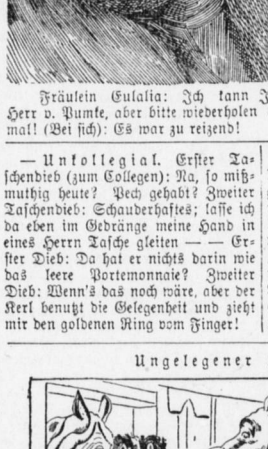 Fräulein Eulalia: Ich kann J
Herr v. Pumke, aber bitte wiederholen
mal! (Bei sich): Es war zu reizend!
— Unkollegial. Erster Ta-
schendieb (zum Collegen): Na, so miß-
muthig heute? Pech gehabt? Zweiter
Taschendieb: Schauderhaftes; lasse ich
da eben im Gedränge meine Hand in
eines Herrn Tasche gleiten — — Er-
ster Dieb: Da hat er nichts darin wie
das leere Portemonnaie? Zweiter
Dieb: Wenn's das noch wäre, aber der
Kerl benutzt die Gelegenheit und zieht
mir den goldenen Ring vom Finger!
Ungelegener